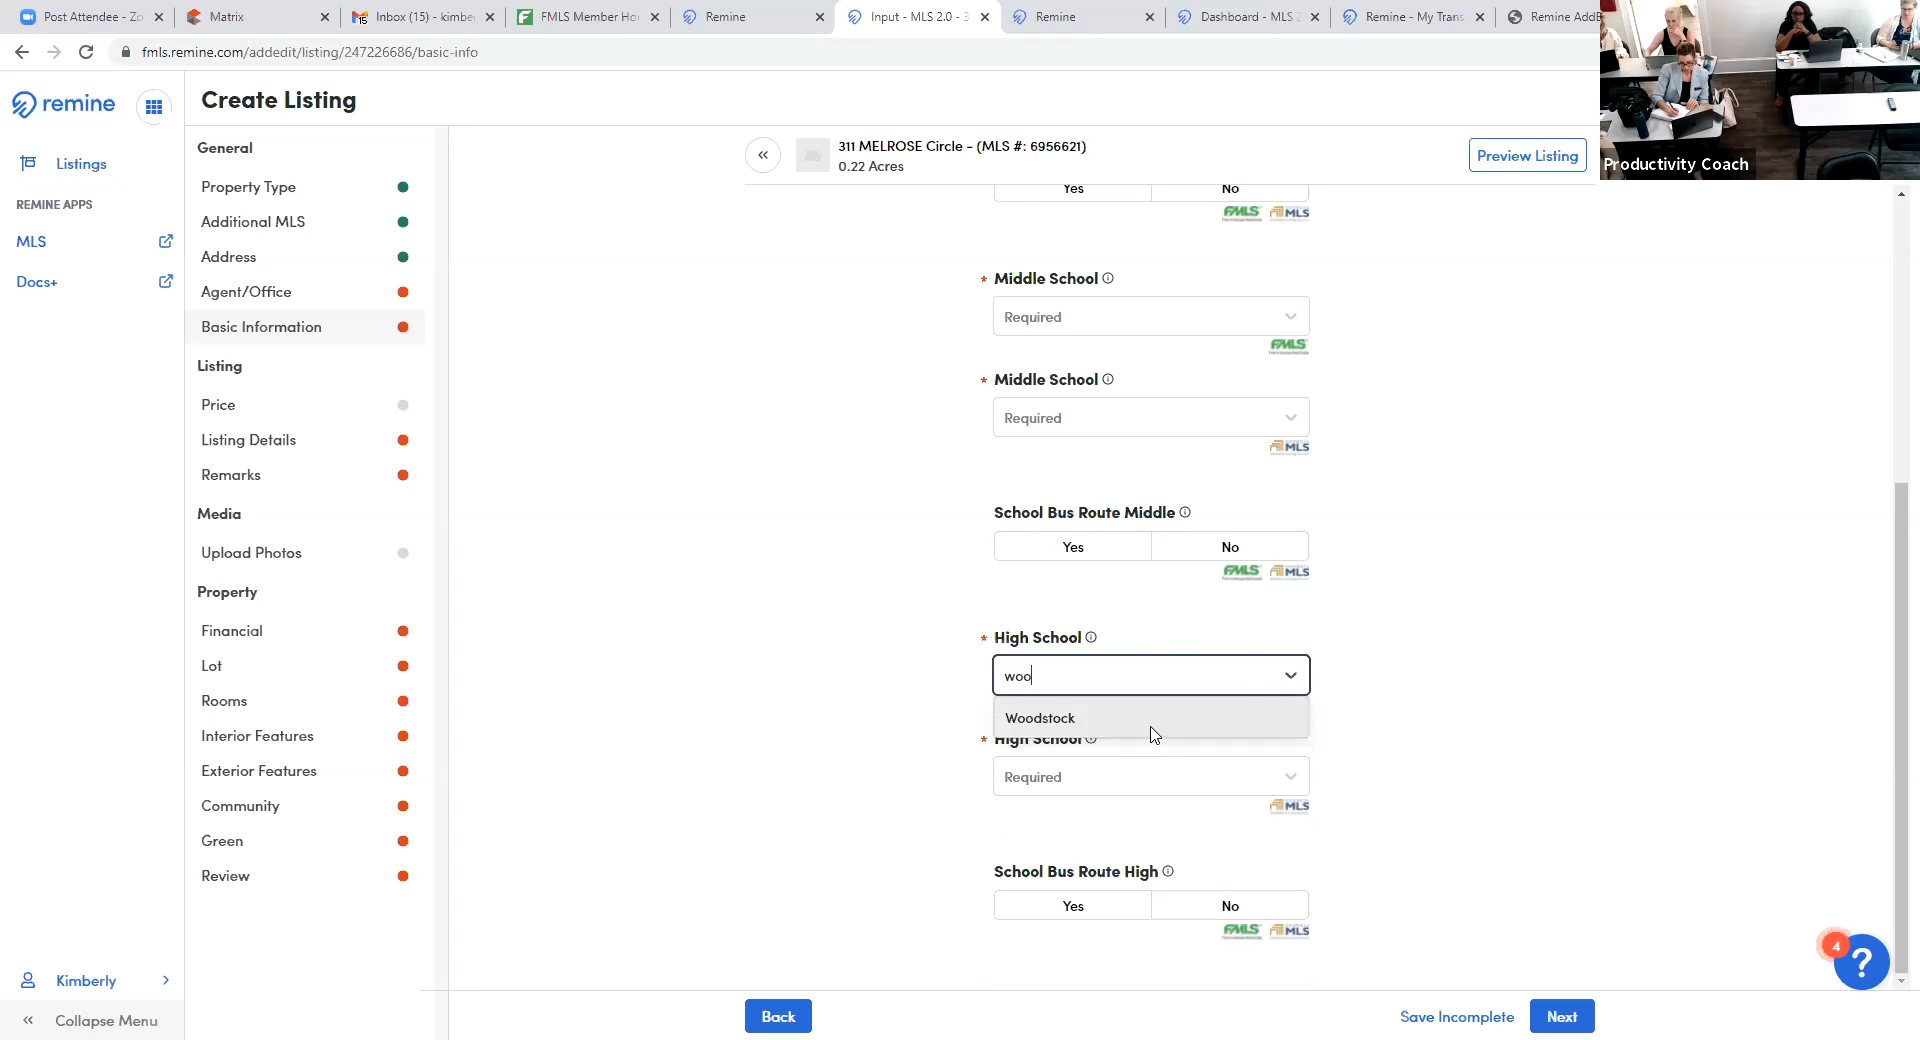 Post Attendee - Zo
Matrix
Inbox (15) - kimbe
FMLS Member Ho
Remine
Input - MLS 2.0 - 3
Remine
Dashboard - MLS 2
Remine - My Trans
Remine AddE
fmls.remine.com/addedit/listing/247226686/basic-info
Productivity Coach
remine
Listings
REMINE APPS
MLS
Docs+
Kimberly
Collapse Menu
Create Listing
General
Property Type
Additional MLS
Address
Agent/Office
Basic Information
Listing
Price
Listing Details
Remarks
Media
Upload Photos
Property
Financial
Lot
Rooms
Interior Features
Exterior Features
Community
Green
Review
311 MELROSE Circle - (MLS #: 6956621)
0.22 Acres
Preview Listing
Yes No
FMLS MLS
* Middle School
Required
FMLS
* Middle School
Required
MLS
School Bus Route Middle
Yes No
FMLS MLS
* High School
woo
Woodstock
* High School
Required
MLS
School Bus Route High
Yes No
FMLS MLS
4
?
Back
Save Incomplete
Next